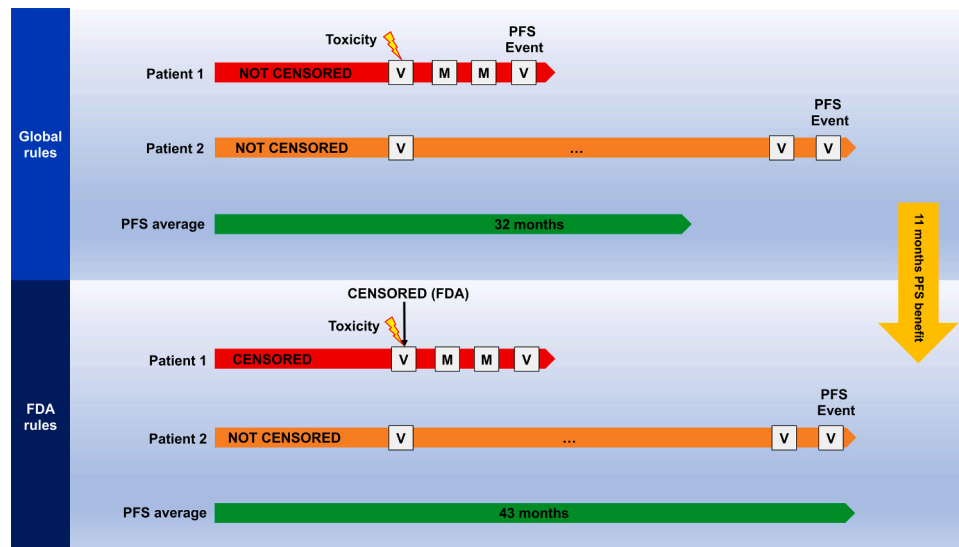 Global
rules
Toxicity
PFS
Event
Patient 1
NOT CENSORED
V
M
M
V
PFS
Event
Patient 2
NOT CENSORED
V
...
V
V
PFS average
32 months
11 months PFS benefit
FDA
rules
CENSORED (FDA)
Toxicity
Patient 1
CENSORED
V
M
M
V
PFS
Event
Patient 2
NOT CENSORED
V
...
V
V
PFS average
43 months